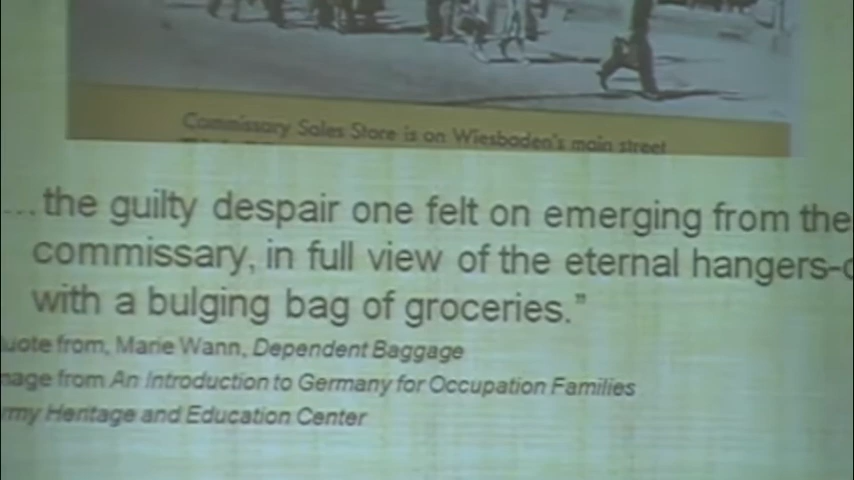 Commissary Sales Store is on Wiesbaden's main street
...the guilty despair one felt on emerging from the
commissary, in full view of the eternal hangers-
with a bulging bag of groceries."
uote from, Marie Wann, Dependent Baggage
mage from An Introduction to Germany for Occupation Families
rmy Heritage and Education Center